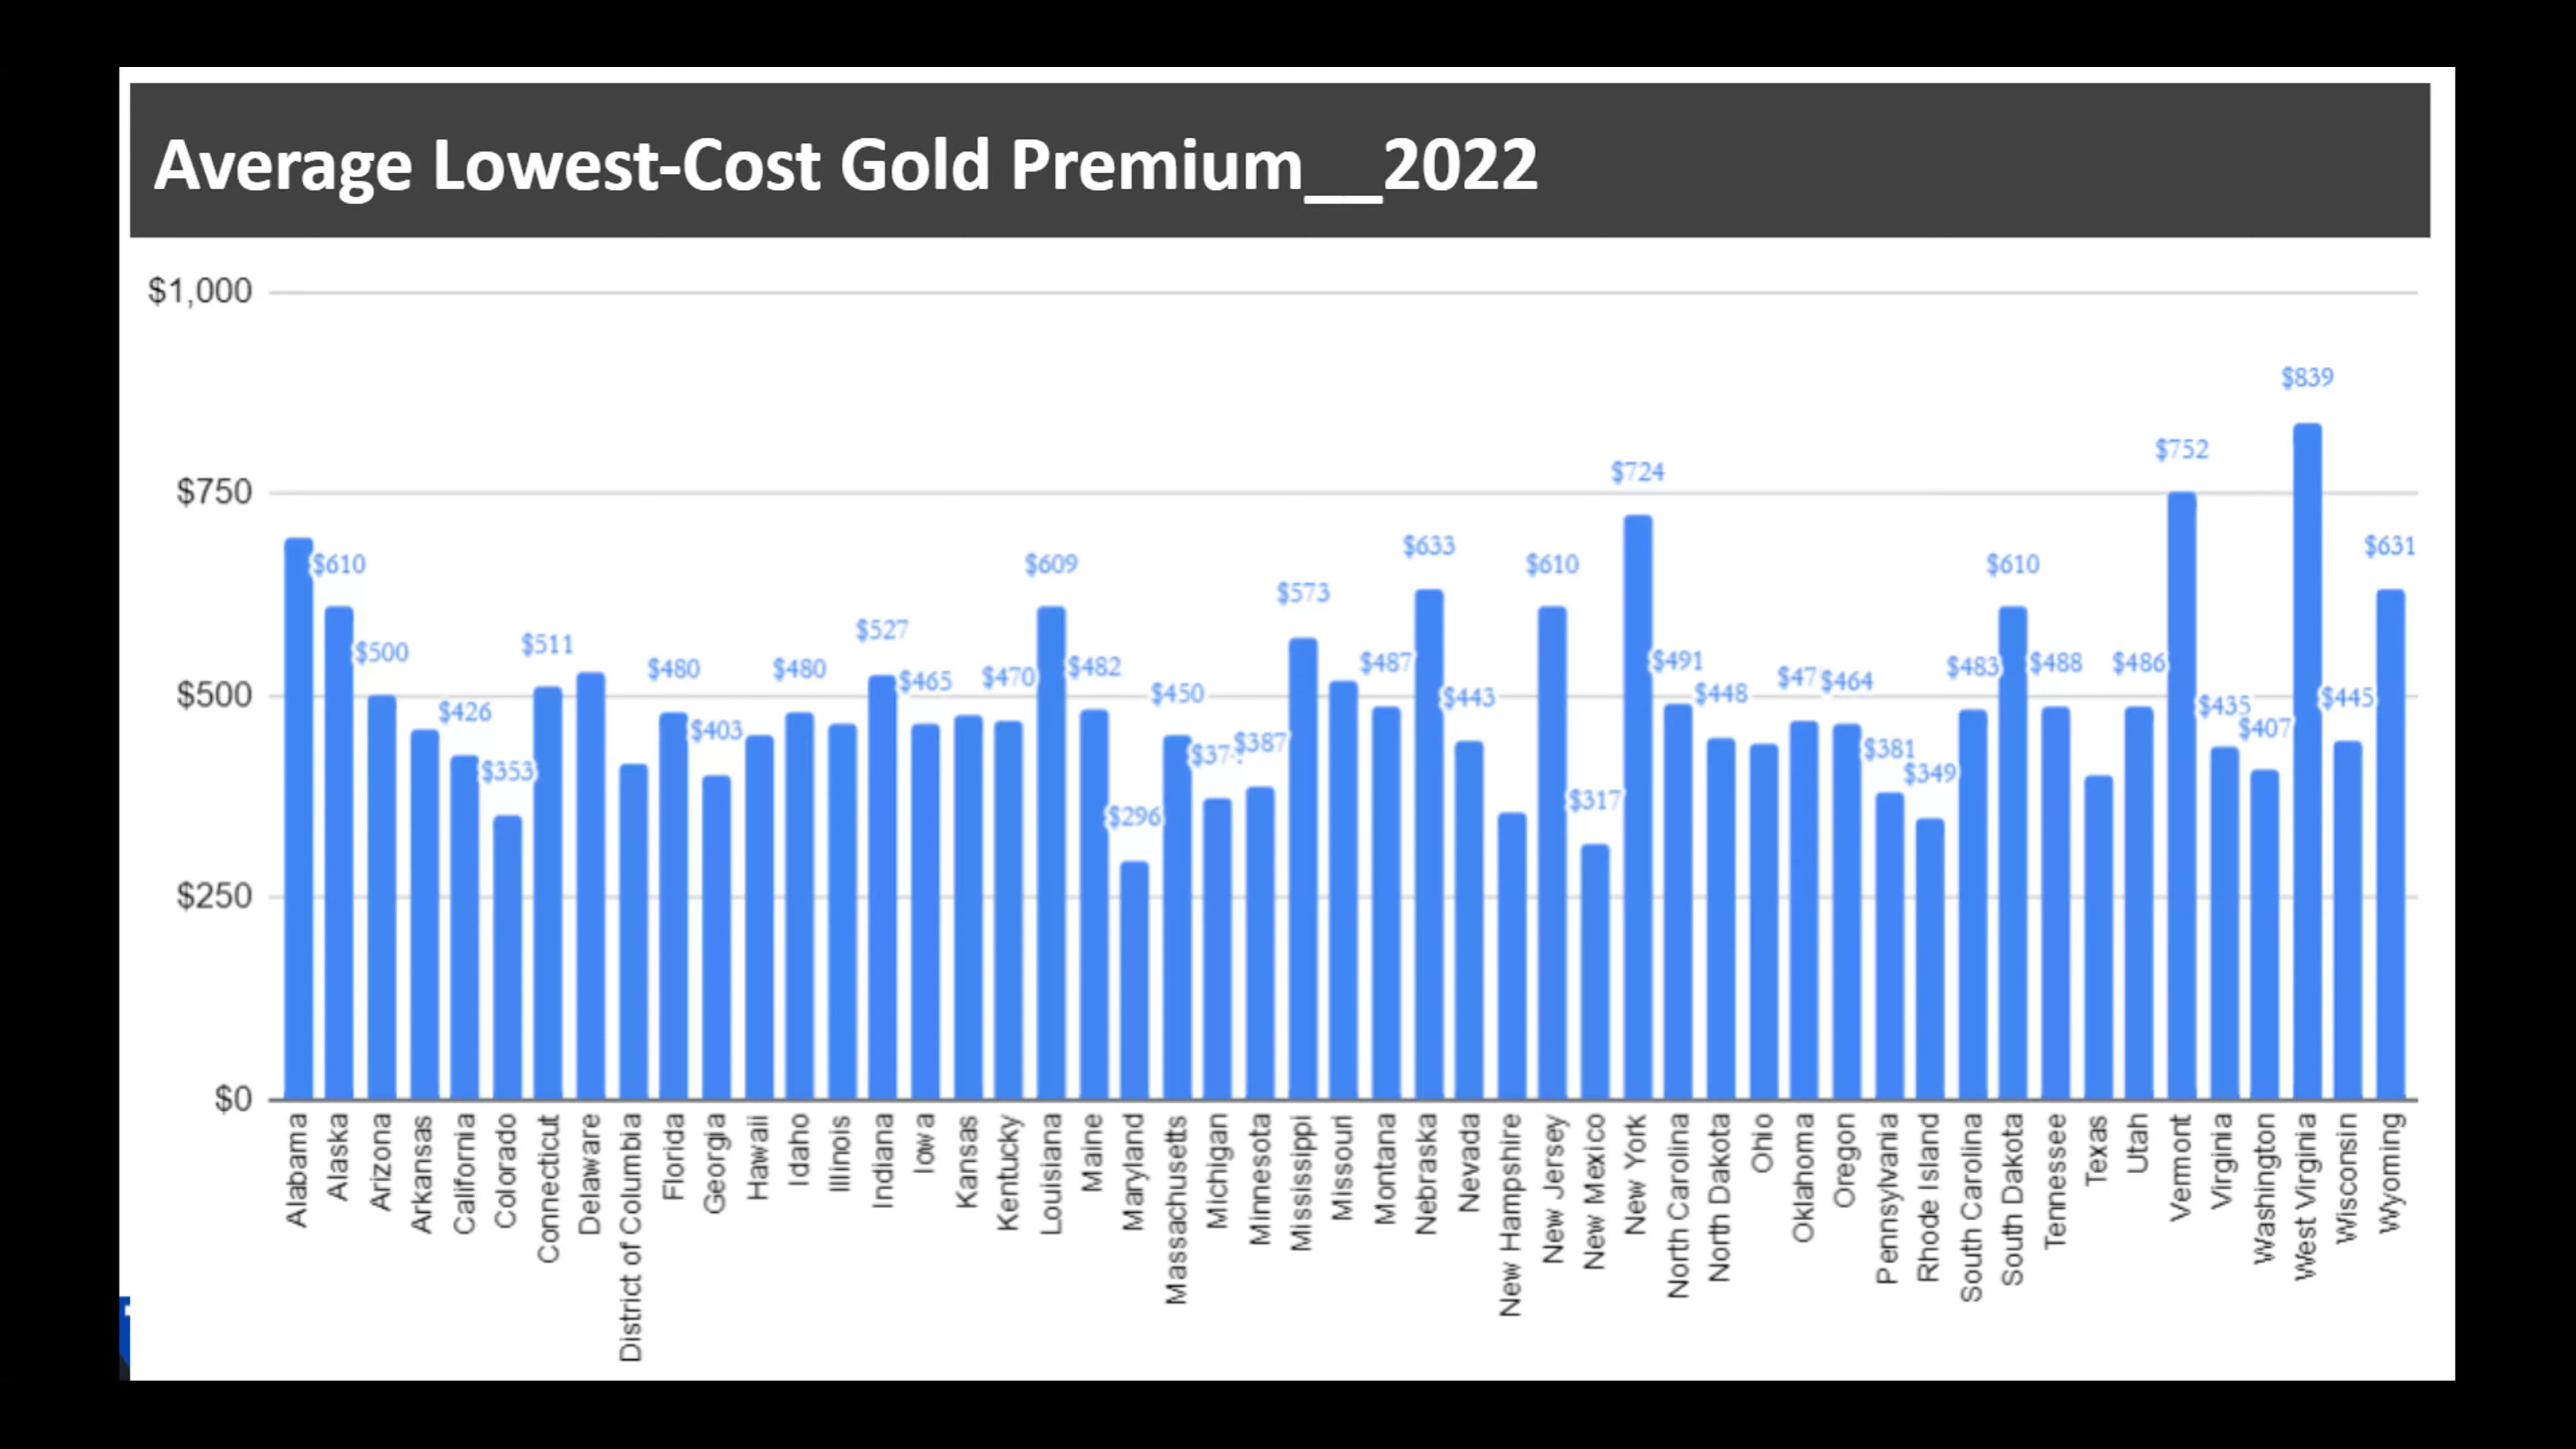 Average Lowest-Cost Gold Premium__2022
$1,000
$750
$500
$250
$0
$610
$500
$426
$353
$511
$480
$403
$480
$527
$465
$470
$609
$482
$296
$450
$387
$573
$487
$633
$443
$610
$317
$724
$491
$448
$464
$381
$349
$483
$610
$488
$486
$752
$435
$407
$839
$445
$631
Alabama
Alaska
Arizona
Arkansas
California
Colorado
Connecticut
Delaware
District of Columbia
Florida
Georgia
Hawaii
Idaho
Illinois
Indiana
Iowa
Kansas
Kentucky
Louisiana
Maine
Maryland
Massachusetts
Michigan
Minnesota
Mississippi
Missouri
Montana
Nebraska
Nevada
New Hampshire
New Jersey
New Mexico
New York
North Carolina
North Dakota
Ohio
Oklahoma
Oregon
Pennsylvania
Rhode Island
South Carolina
South Dakota
Tennessee
Texas
Utah
Vermont
Virginia
Washington
West Virginia
Wisconsin
Wyoming